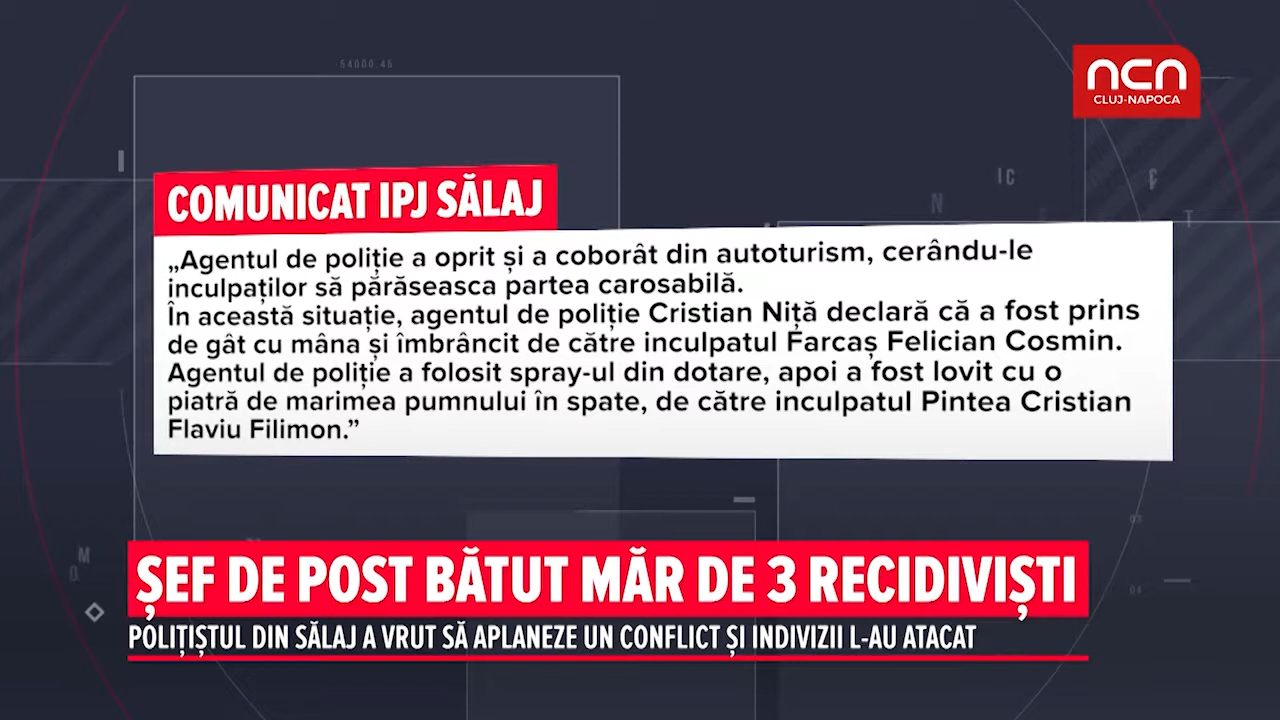 54000.46
ncn
CLUJ-NAPOCA
COMUNICAT IPJ SĂLAJ
„Agentul de poliție a oprit și a coborât din autoturism, cerându-le
inculpaților să părăseasca partea carosabilă.
În această situație, agentul de poliție Cristian Niță declară că a fost prins
de gât cu mâna și îmbrâncit de către inculpatul Farcaș Felician Cosmin.
Agentul de poliție a folosit spray-ul din dotare, apoi a fost lovit cu o
piatră de marimea pumnului în spate, de către inculpatul Pintea Cristian
Flaviu Filimon.”
ȘEF DE POST BĂTUT MĂR DE 3 RECIDIVIȘTI
POLIȚIȘTUL DIN SĂLAJ A VRUT SĂ APLANEZE UN CONFLICT ȘI INDIVIZII L-AU ATACAT